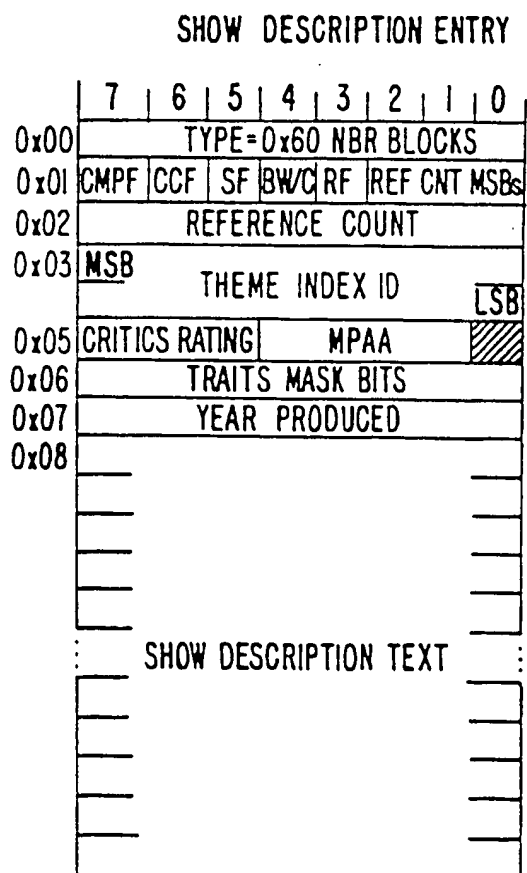 SHOW DESCRIPTION ENTRY
7 6 5 4 3 2 1 0
0x00 TYPE=0x60 NBR BLOCKS
0x01 CMPF CCF SF BW/C RF REF CNT MSBs
0x02 REFERENCE COUNT
0x03 MSB
THEME INDEX ID
LSB
0x05 CRITICS RATING MPAA
0x06 TRAITS MASK BITS
0x07 YEAR PRODUCED
0x08
SHOW DESCRIPTION TEXT